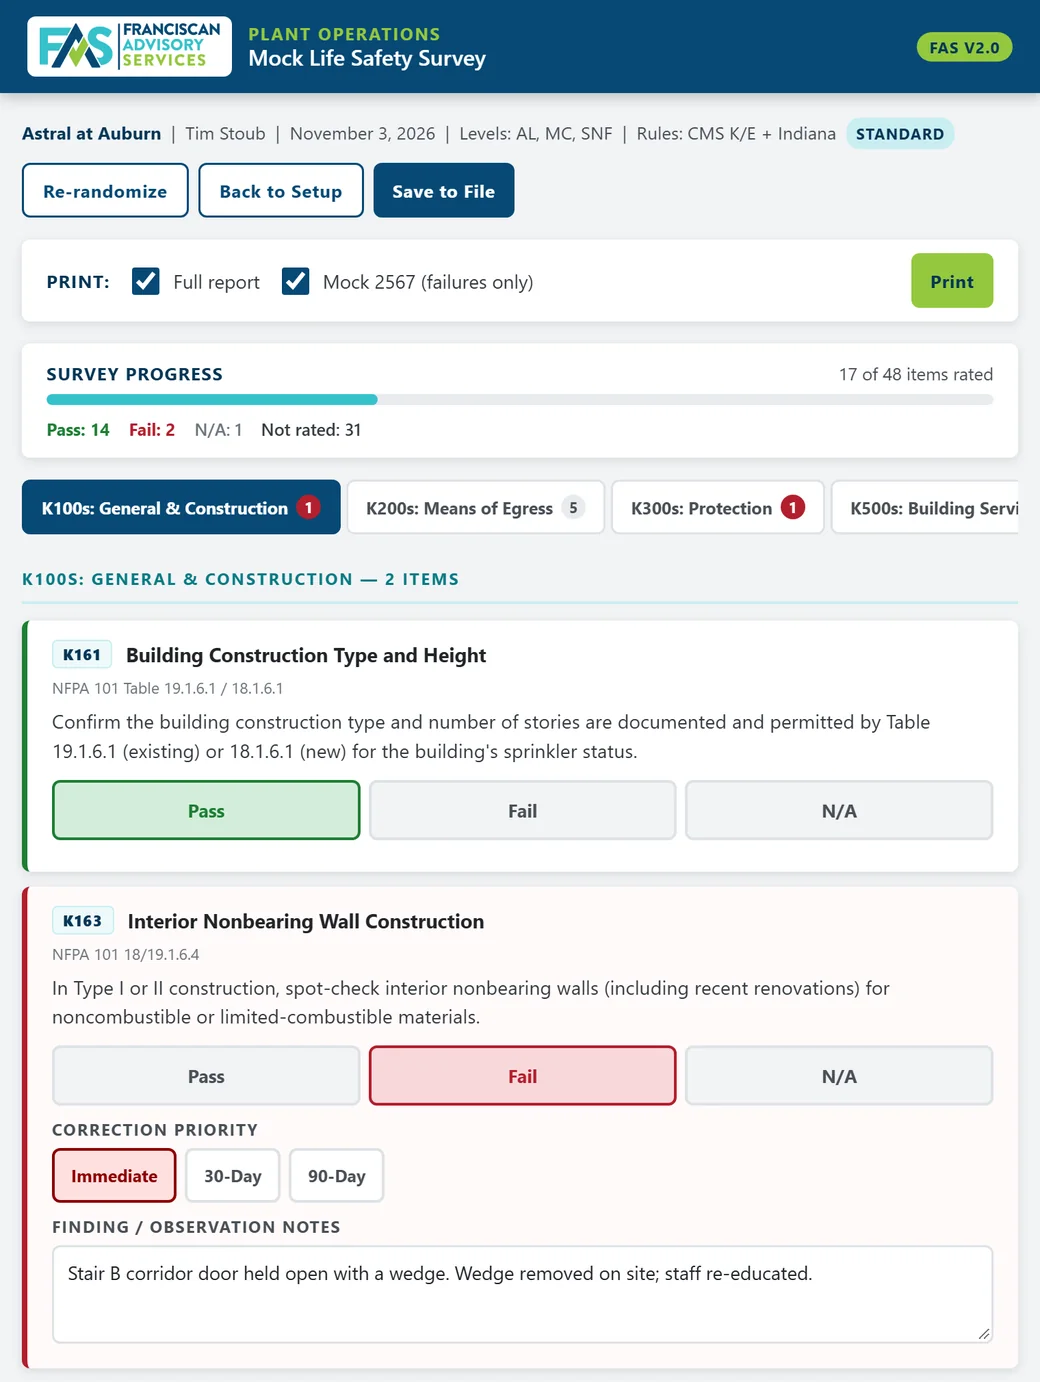 FAS FRANCISCAN
ADVISORY
SERVICES
PLANT OPERATIONS
Mock Life Safety Survey
FAS V2.0
Astral at Auburn | Tim Stoub | November 3, 2026 | Levels: AL, MC, SNF | Rules: CMS K/E + Indiana STANDARD
Re-randomize Back to Setup Save to File
PRINT: Full report Mock 2567 (failures only) Print
SURVEY PROGRESS 17 of 48 items rated
Pass: 14 Fail: 2 N/A: 1 Not rated: 31
K100s: General & Construction 1 K200s: Means of Egress 5 K300s: Protection 1 K500s: Building Servi
K100S: GENERAL & CONSTRUCTION — 2 ITEMS
K161 Building Construction Type and Height
NFPA 101 Table 19.1.6.1 / 18.1.6.1
Confirm the building construction type and number of stories are documented and permitted by Table
19.1.6.1 (existing) or 18.1.6.1 (new) for the building's sprinkler status.
Pass Fail N/A
K163 Interior Nonbearing Wall Construction
NFPA 101 18/19.1.6.4
In Type I or II construction, spot-check interior nonbearing walls (including recent renovations) for
noncombustible or limited-combustible materials.
Pass Fail N/A
CORRECTION PRIORITY
Immediate 30-Day 90-Day
FINDING / OBSERVATION NOTES
Stair B corridor door held open with a wedge. Wedge removed on site; staff re-educated.